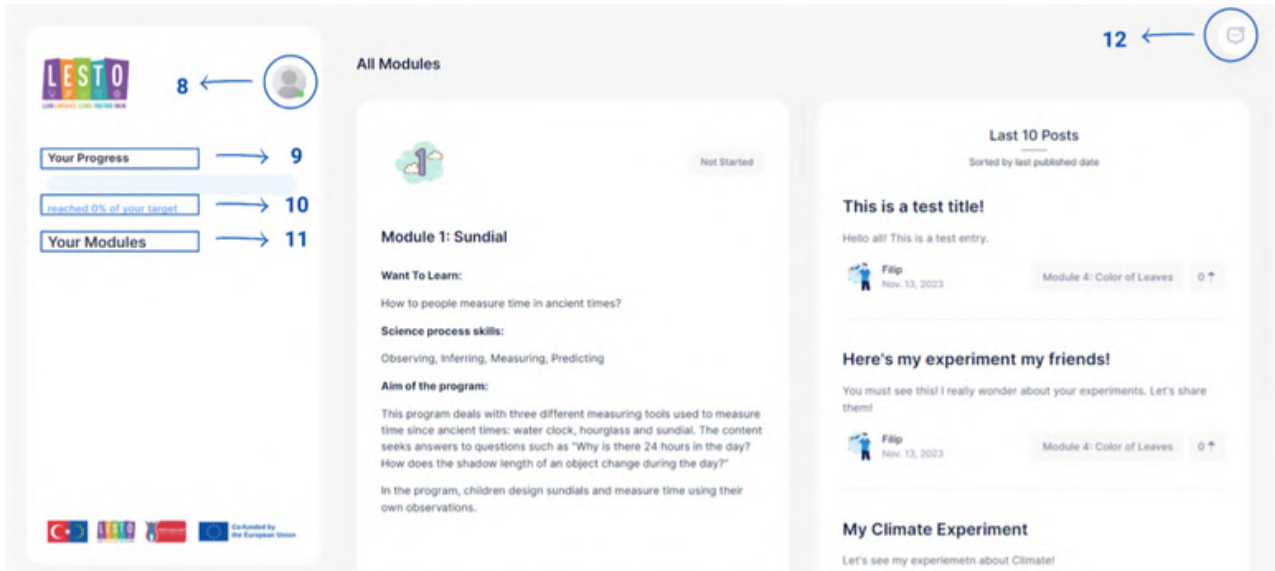 12
LESTO
8
All Modules
Your Progress
9
reached 0% of your target
10
Your Modules
11
1
Not Started
Module 1: Sundial
Want To Learn:
How to people measure time in ancient times?
Science process skills:
Observing, Inferring, Measuring, Predicting
Aim of the program:
This program deals with three different measuring tools used to measure
time since ancient times: water clock, hourglass and sundial. The content
seeks answers to questions such as "Why is there 24 hours in the day?
How does the shadow length of an object change during the day?"
In the program, children design sundials and measure time using their
own observations.
Last 10 Posts
Sorted by last published date
This is a test title!
Hello all! This is a test entry.
Filip
Nov. 13, 2023
Module 4: Color of Leaves
0
Here's my experiment my friends!
You must see this! I really wonder about your experiments. Let's share
them!
Filip
Nov. 13, 2023
Module 4: Color of Leaves
0
My Climate Experiment
Let's see my experiemetn about Climate!
LESTO
Co-funded by
the European Union